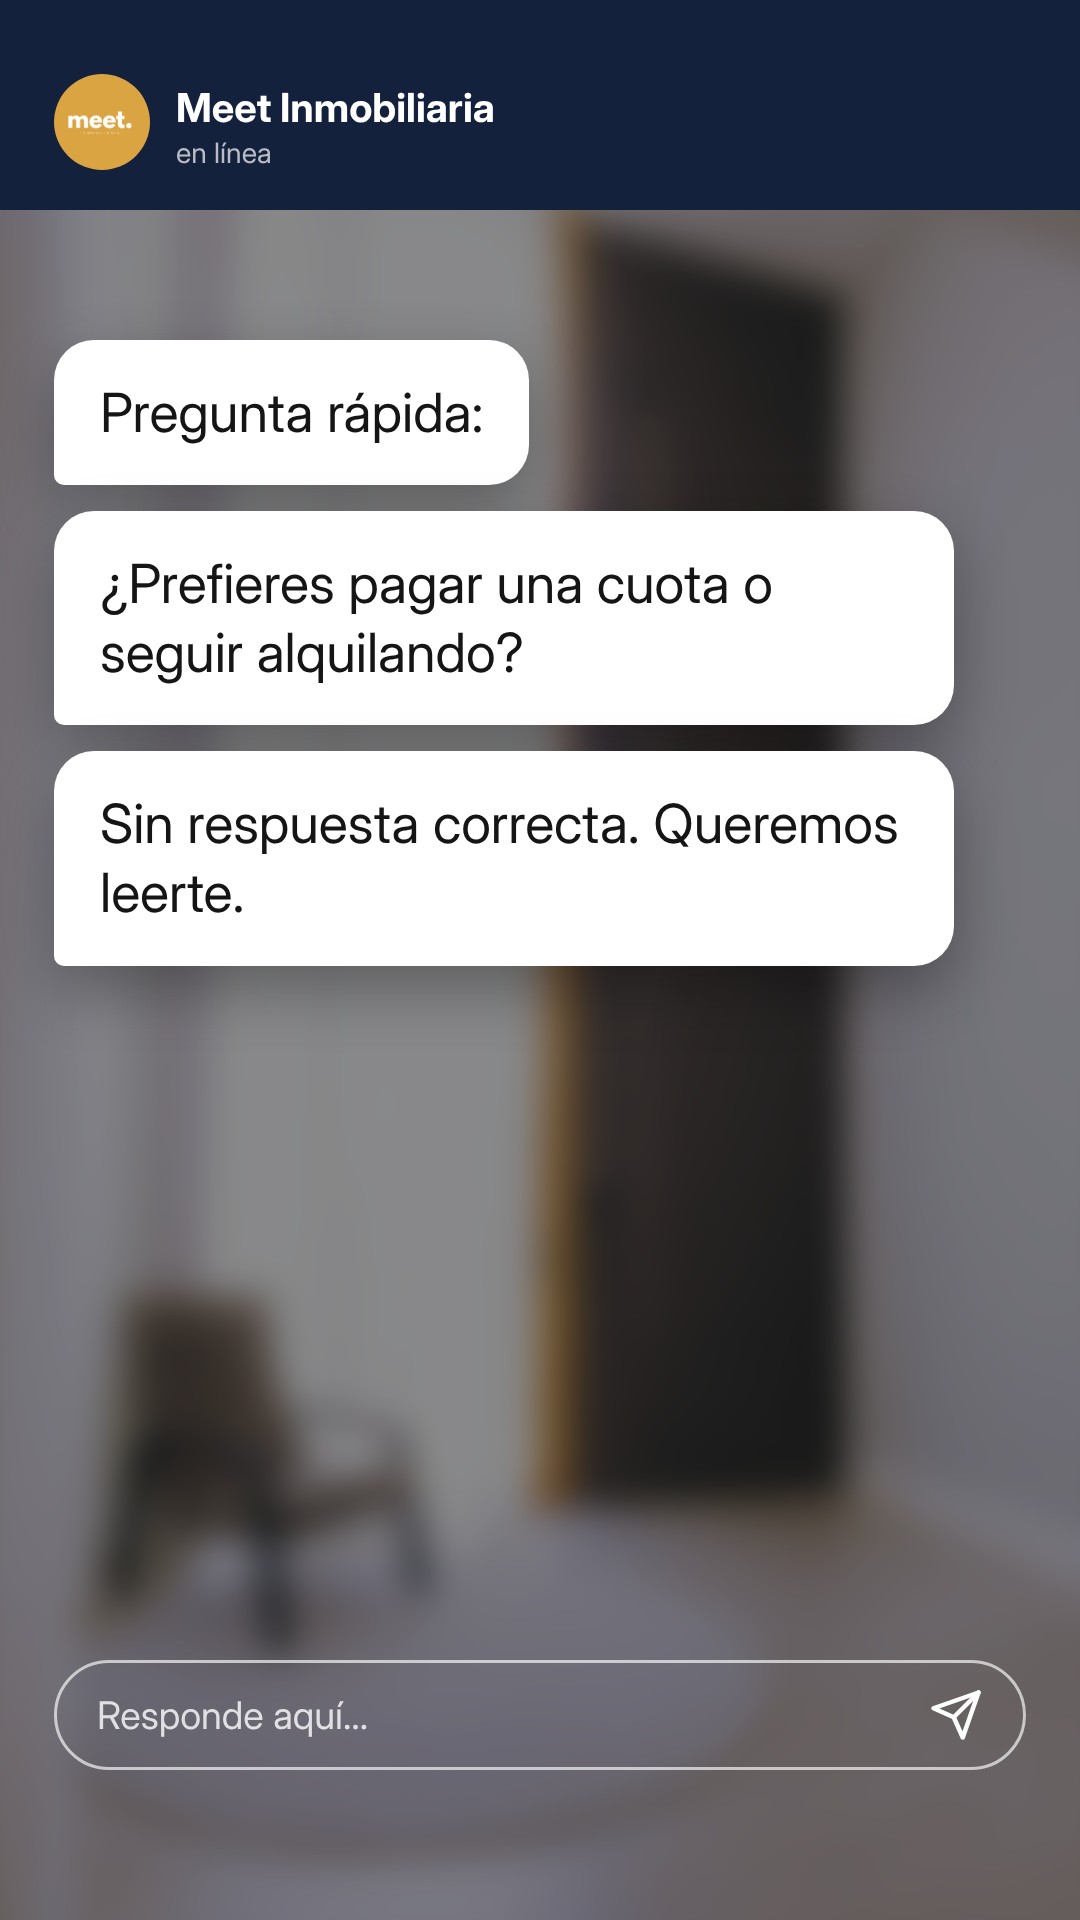 meet.
Meet Inmobiliaria
en línea
Pregunta rápida:
¿Prefieres pagar una cuota o
seguir alquilando?
Sin respuesta correcta. Queremos
leerte.
Responde aquí...